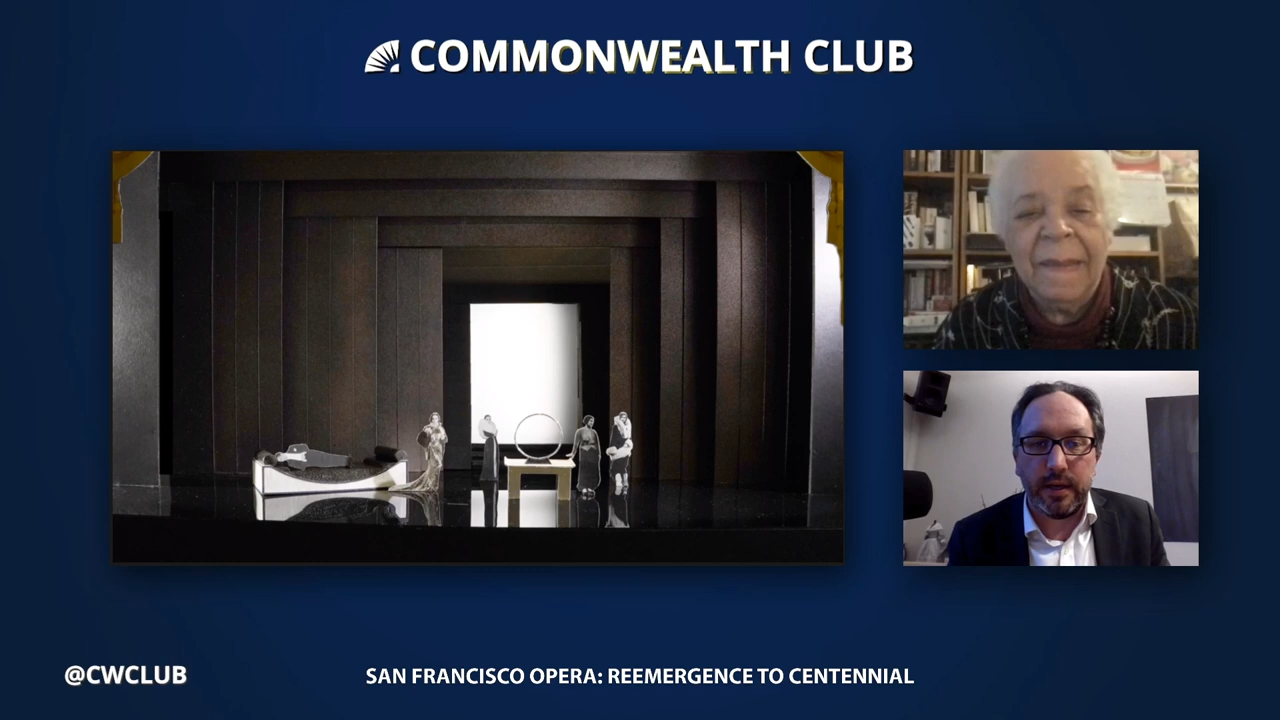 COMMONWEALTH CLUB
@CWCLUB
SAN FRANCISCO OPERA: REEMERGENCE TO CENTENNIAL